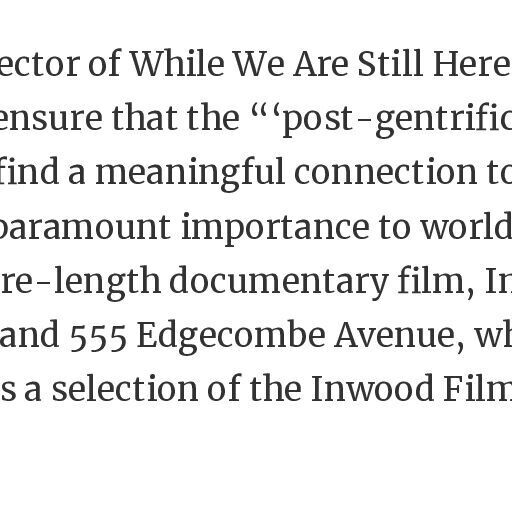 ector of While We Are Still Here
ensure that the “‘post-gentrific
find a meaningful connection to
paramount importance to world
re-length documentary film, In
and 555 Edgecombe Avenue, wh
s a selection of the Inwood Film